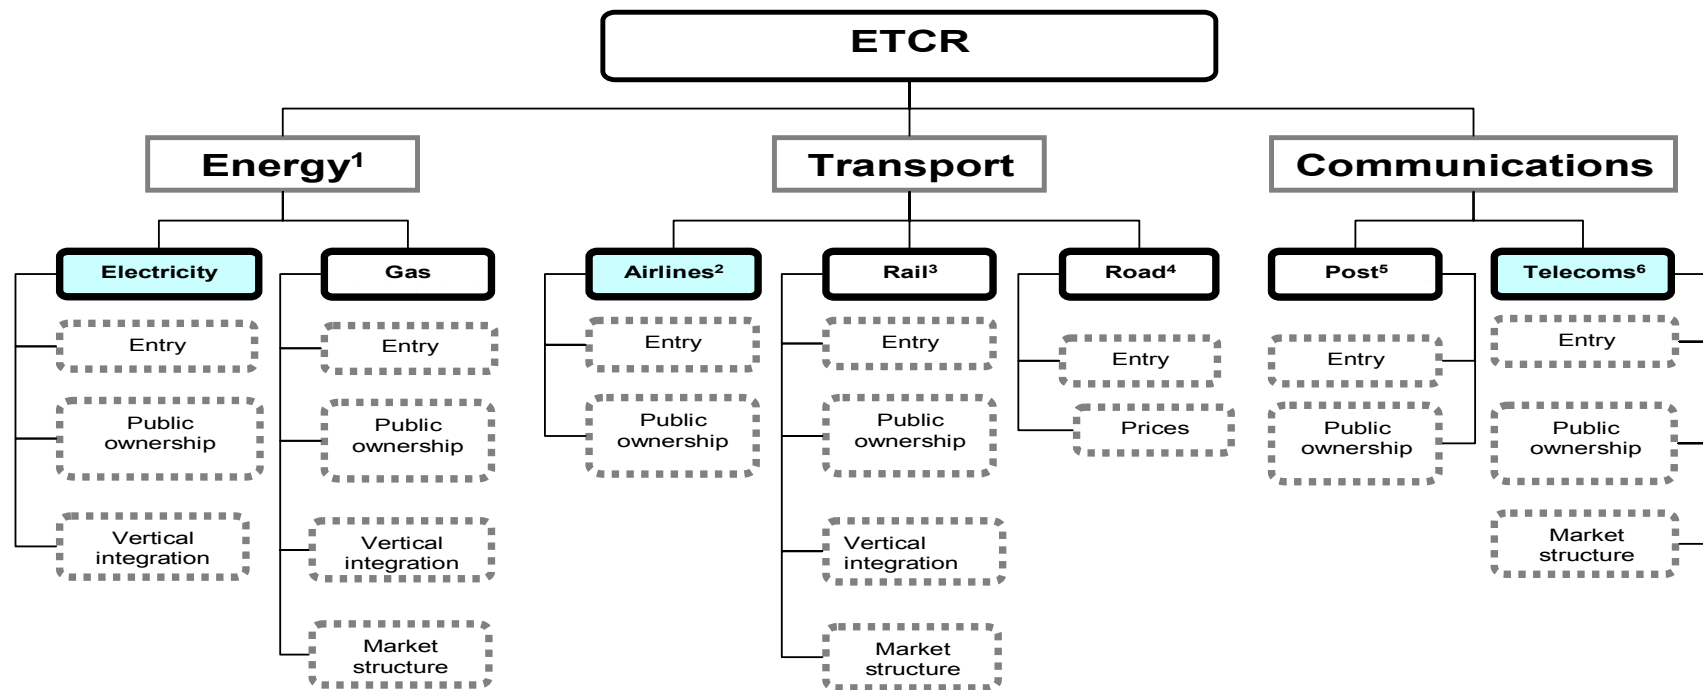 ETCR
Energy¹
Transport
Communications
Electricity
Gas
Airlines²
Rail³
Road⁴
Post⁵
Telecoms⁶
Entry
Public
ownership
Vertical
integration
Entry
Public
ownership
Vertical
integration
Market
structure
Entry
Public
ownership
Entry
Public
ownership
Vertical
integration
Market
structure
Entry
Prices
Entry
Public
ownership
Entry
Public
ownership
Market
structure